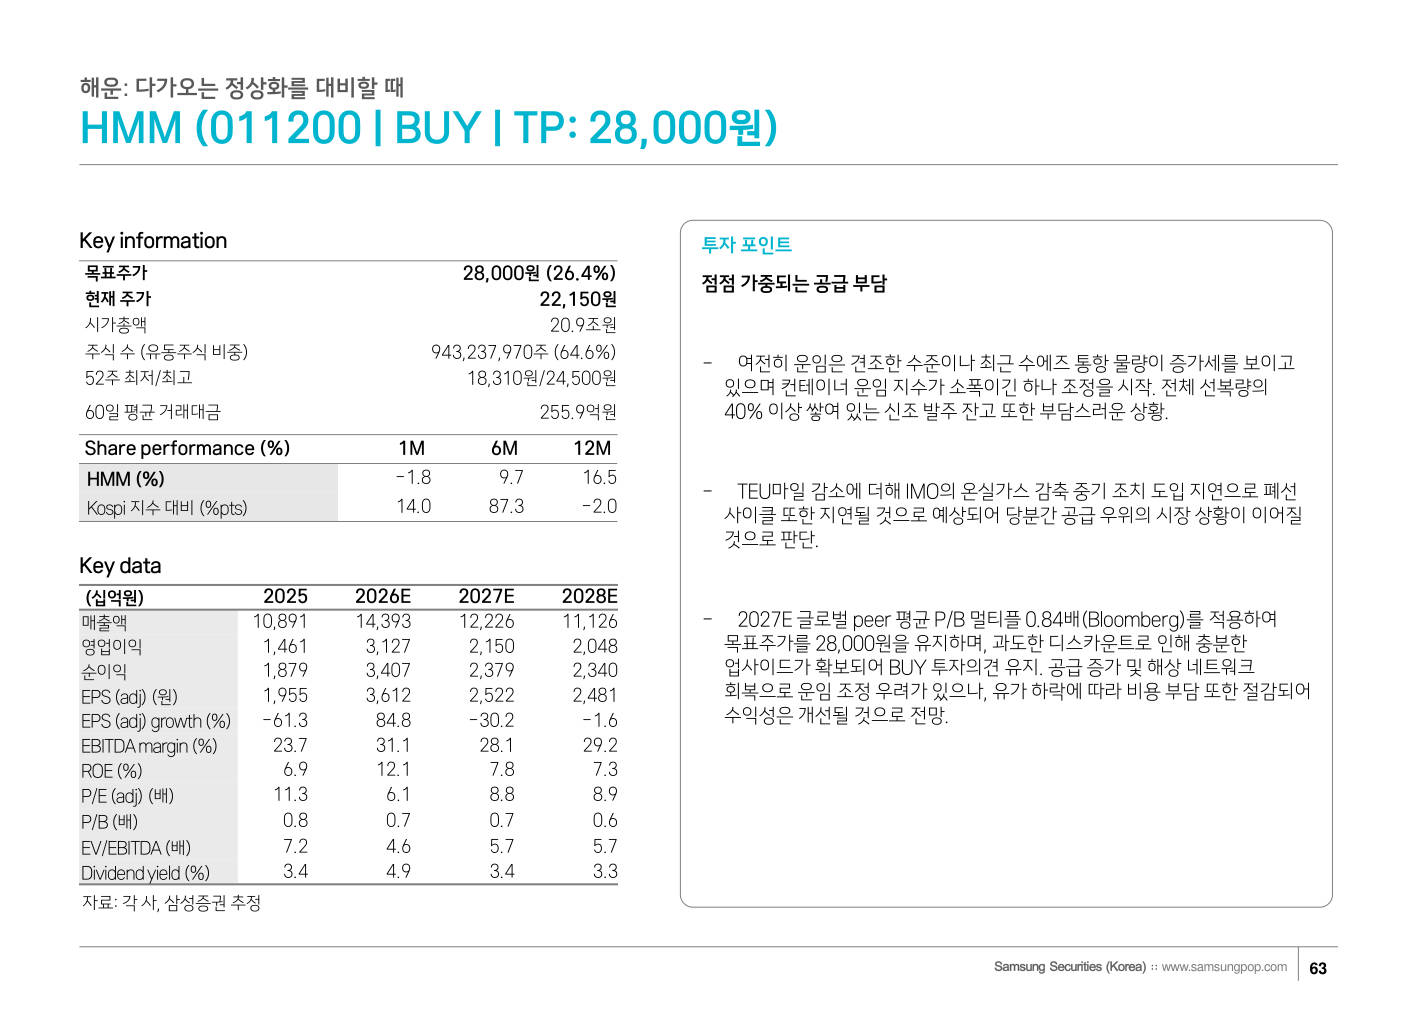 해운: 다가오는 정상화를 대비할 때
HMM (011200 | BUY | TP: 28,000원)
Key information
목표주가 28,000원 (26.4%)
현재 주가 22,150원
시가총액 20.9조원
주식 수 (유동주식 비중) 943,237,970주 (64.6%)
52주 최저/최고 18,310원/24,500원
60일 평균 거래대금 255.9억원
Share performance (%) 1M 6M 12M
HMM (%) -1.8 9.7 16.5
Kospi 지수 대비 (%pts) 14.0 87.3 -2.0
Key data
(십억원) 2025 2026E 2027E 2028E
매출액 10,891 14,393 12,226 11,126
영업이익 1,461 3,127 2,150 2,048
순이익 1,879 3,407 2,379 2,340
EPS (adj) (원) 1,955 3,612 2,522 2,481
EPS (adj) growth (%) -61.3 84.8 -30.2 -1.6
EBITDA margin (%) 23.7 31.1 28.1 29.2
ROE (%) 6.9 12.1 7.8 7.3
P/E (adj) (배) 11.3 6.1 8.8 8.9
P/B (배) 0.8 0.7 0.7 0.6
EV/EBITDA (배) 7.2 4.6 5.7 5.7
Dividend yield (%) 3.4 4.9 3.4 3.3
자료: 각 사, 삼성증권 추정
투자 포인트
점점 가중되는 공급 부담
- 여전히 운임은 견조한 수준이나 최근 수에즈 통항 물량이 증가세를 보이고
있으며 컨테이너 운임 지수가 소폭이긴 하나 조정을 시작. 전체 선복량의
40% 이상 쌓여 있는 신조 발주 잔고 또한 부담스러운 상황.
- TEU마일 감소에 더해 IMO의 온실가스 감축 중기 조치 도입 지연으로 폐선
사이클 또한 지연될 것으로 예상되어 당분간 공급 우위의 시장 상황이 이어질
것으로 판단.
- 2027E 글로벌 peer 평균 P/B 멀티플 0.84배(Bloomberg)를 적용하여
목표주가를 28,000원을 유지하며, 과도한 디스카운트로 인해 충분한
업사이드가 확보되어 BUY 투자의견 유지. 공급 증가 및 해상 네트워크
회복으로 운임 조정 우려가 있으나, 유가 하락에 따라 비용 부담 또한 절감되어
수익성은 개선될 것으로 전망.
Samsung Securities (Korea) :: www.samsungpop.com 63